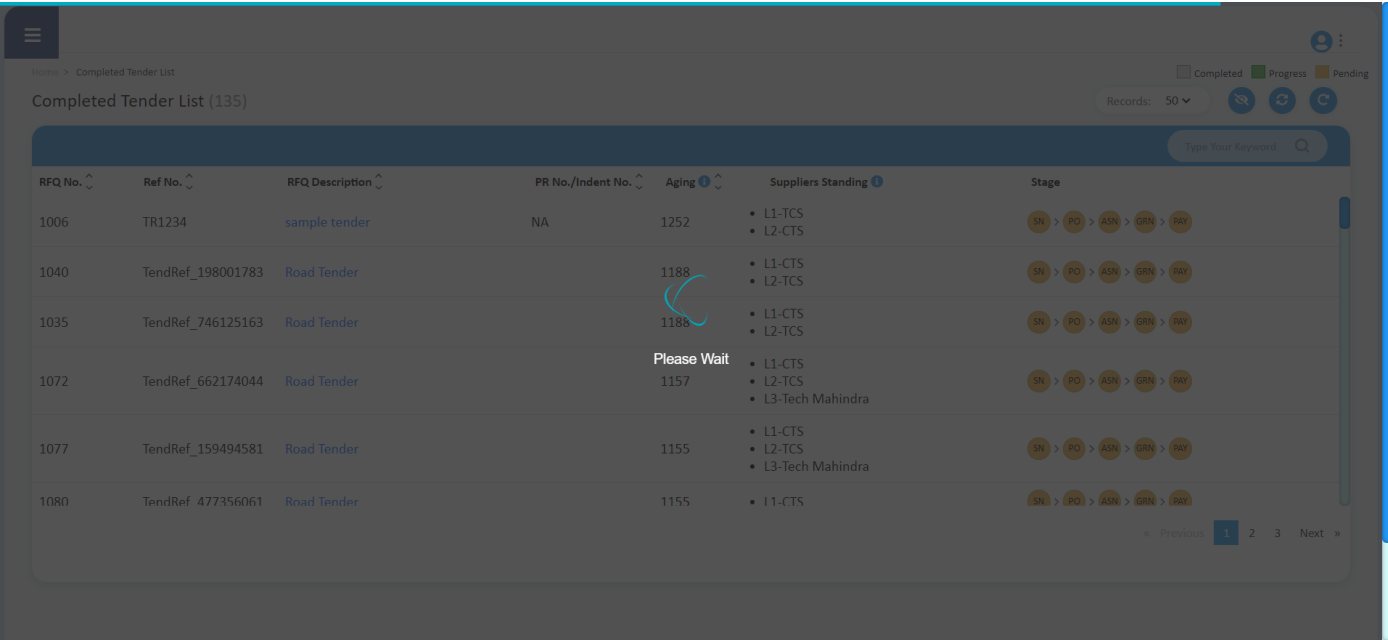 Home > Completed Tender List
Completed Progress Pending
Completed Tender List (135)
Records: 50
Type Your Keyword
RFQ No. Ref No. RFQ Description PR No./Indent No. Aging Suppliers Standing Stage
1006 TR1234 sample tender NA 1252 • L1-TCS SN > PO > ASN > GRN > PAY
• L2-CTS
1040 TendRef_198001783 Road Tender 1188 • L1-CTS SN > PO > ASN > GRN > PAY
• L2-TCS
1035 TendRef_746125163 Road Tender 1188 • L1-CTS SN > PO > ASN > GRN > PAY
• L2-TCS
Please Wait
1072 TendRef_662174044 Road Tender 1157 • L1-CTS SN > PO > ASN > GRN > PAY
• L2-TCS
• L3-Tech Mahindra
1077 TendRef_159494581 Road Tender 1155 • L1-CTS SN > PO > ASN > GRN > PAY
• L2-TCS
• L3-Tech Mahindra
1080 TendRef_477356061 Road Tender 1155 • L1-CTS SN > PO > ASN > GRN > PAY
« Previous 1 2 3 Next »